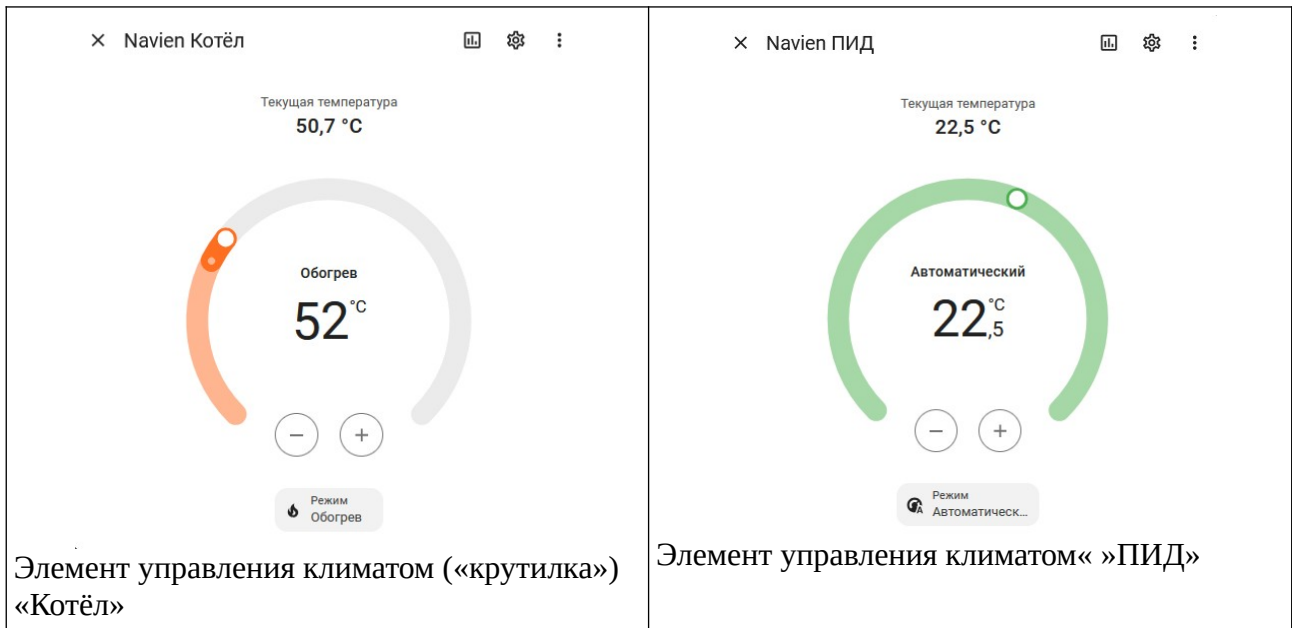 Navien Котёл
Текущая температура
50,7 °C
Обогрев
52 °C
Режим
Обогрев
Элемент управления климатом («крутилка»)
«Котёл»
Navien ПИД
Текущая температура
22,5 °C
Автоматический
22,5 °C
Режим
Автоматическ...
Элемент управления климатом« »ПИД»